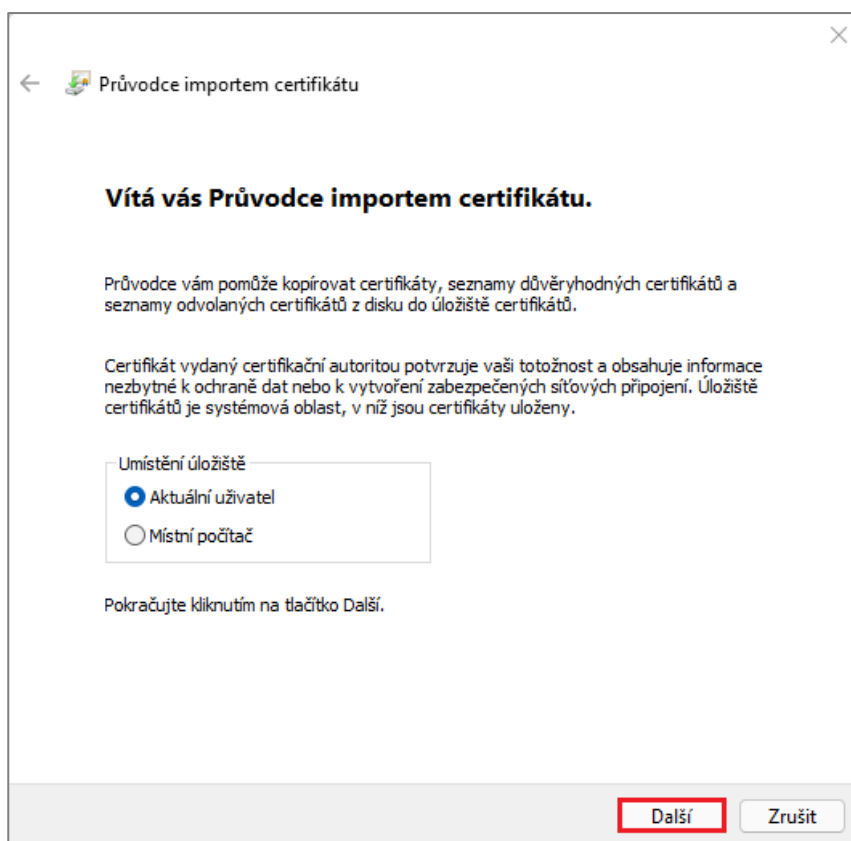 Průvodce importem certifikátu
Vítá vás Průvodce importem certifikátu.
Průvodce vám pomůže kopírovat certifikáty, seznamy důvěryhodných certifikátů a
seznamy odvolaných certifikátů z disku do úložiště certifikátů.
Certifikát vydaný certifikační autoritou potvrzuje vaši totožnost a obsahuje informace
nezbytné k ochraně dat nebo k vytvoření zabezpečených síťových připojení. Úložiště
certifikátů je systémová oblast, v níž jsou certifikáty uloženy.
Umístění úložiště
Aktuální uživatel
Místní počítač
Pokračujte kliknutím na tlačítko Další.
Další
Zrušit